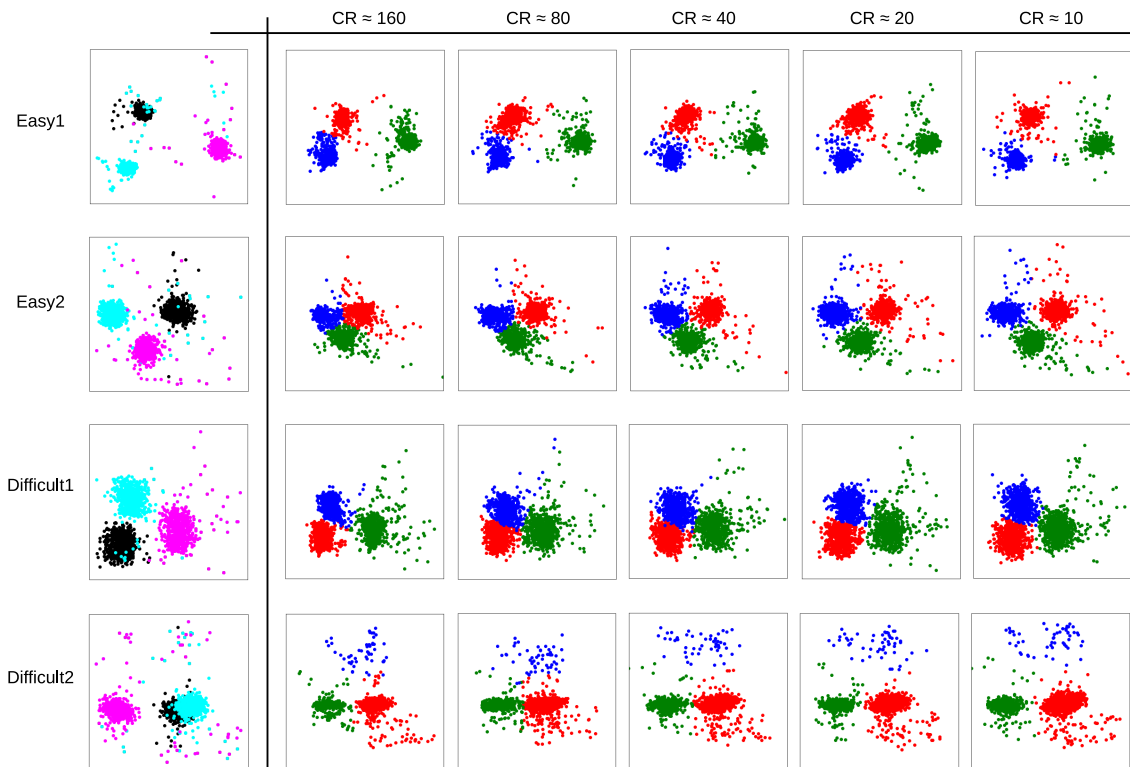 CR ≈ 160 CR ≈ 80 CR ≈ 40 CR ≈ 20 CR ≈ 10
Easy1
Easy2
Difficult1
Difficult2